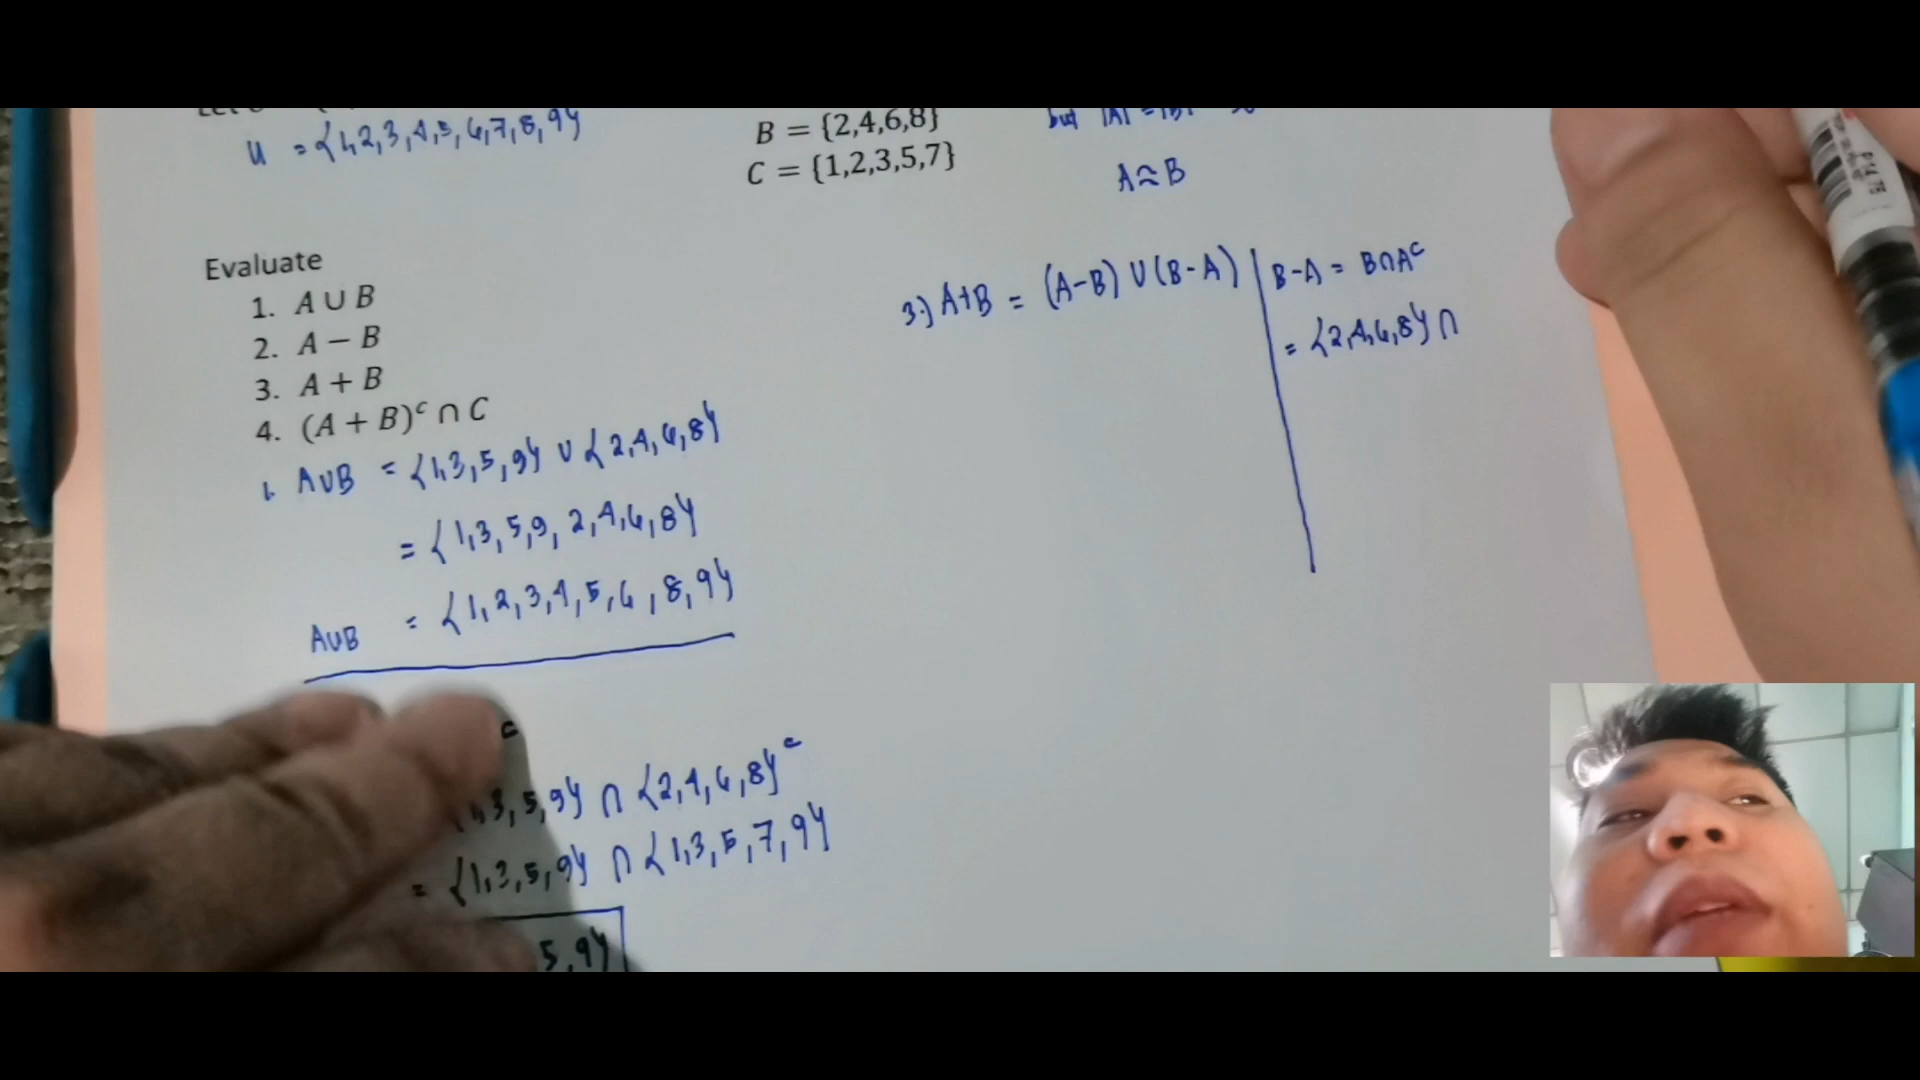 U = {1,2,3,4,5,6,7,8,9}
B = {2,4,6,8}
C = {1,2,3,5,7}
but |A| = |B|
A≈B
Evaluate
1. A ∪ B
2. A − B
3. A + B
4. (A + B)ᶜ ∩ C
1. A∪B = {1,3,5,9} ∪ {2,4,6,8}
= {1,3,5,9,2,4,6,8}
A∪B = {1,2,3,4,5,6,8,9}
c
3,5,9} ∩ {2,4,6,8}ᶜ
= {1,3,5,9} ∩ {1,3,5,7,9}
5,9}
3.) A+B = (A−B) ∪ (B−A)
B−A = B∩Aᶜ
= {2,4,6,8} ∩